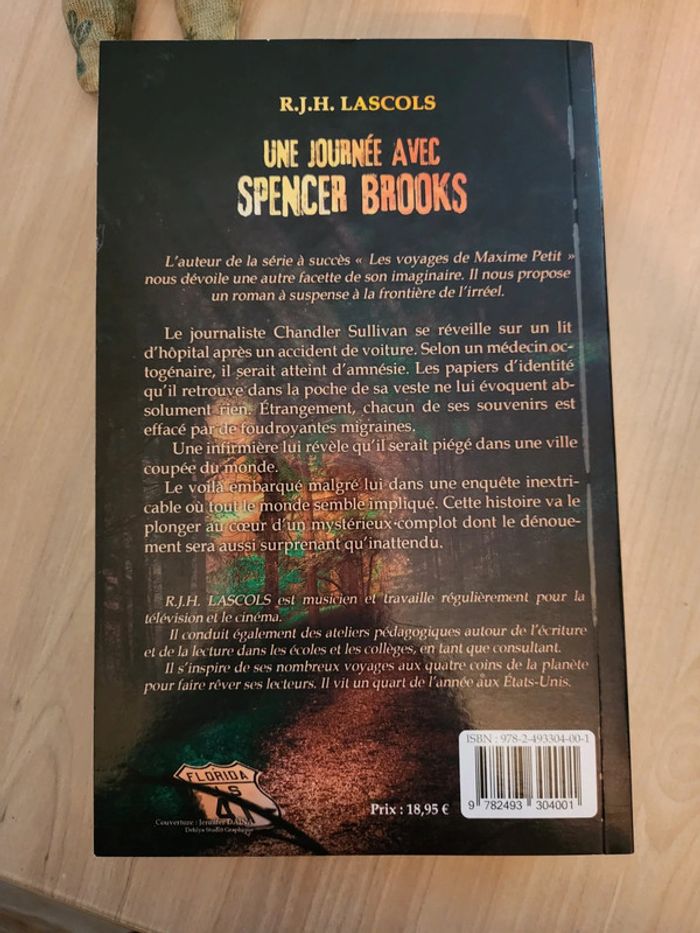 R.J.H. LASCOLS
UNE JOURNÉE AVEC
SPENCER BROOKS
L'auteur de la série à succès « Les voyages de Maxime Petit »
nous dévoile une autre facette de son imaginaire. Il nous propose
un roman à suspense à la frontière de l'irréel.
Le journaliste Chandler Sullivan se réveille sur un lit
d'hôpital après un accident de voiture. Selon un médecin oc-
togénaire, il serait atteint d'amnésie. Les papiers d'identité
qu'il retrouve dans la poche de sa veste ne lui évoquent ab-
solument rien. Étrangement, chacun de ses souvenirs est
effacé par de foudroyantes migraines.
Une infirmière lui révèle qu'il serait piégé dans une ville
coupée du monde.
Le voilà embarqué malgré lui dans une enquête inextri-
cable où tout le monde semble impliqué. Cette histoire va le
plonger au cœur d'un mystérieux complot dont le dénoue-
ment sera aussi surprenant qu'inattendu.
R.J.H. LASCOLS est musicien et travaille régulièrement pour la
télévision et le cinéma.
Il conduit également des ateliers pédagogiques autour de l'écriture
et de la lecture dans les écoles et les collèges, en tant que consultant.
Il s'inspire de ses nombreux voyages aux quatre coins de la planète
pour faire rêver ses lecteurs. Il vit un quart de l'année aux États-Unis.
ISBN : 978-2-493304-00-1
9 782493 304001
Prix : 18,95 €
FLORIDA
Couverture : Jennifer
Studio Graphique